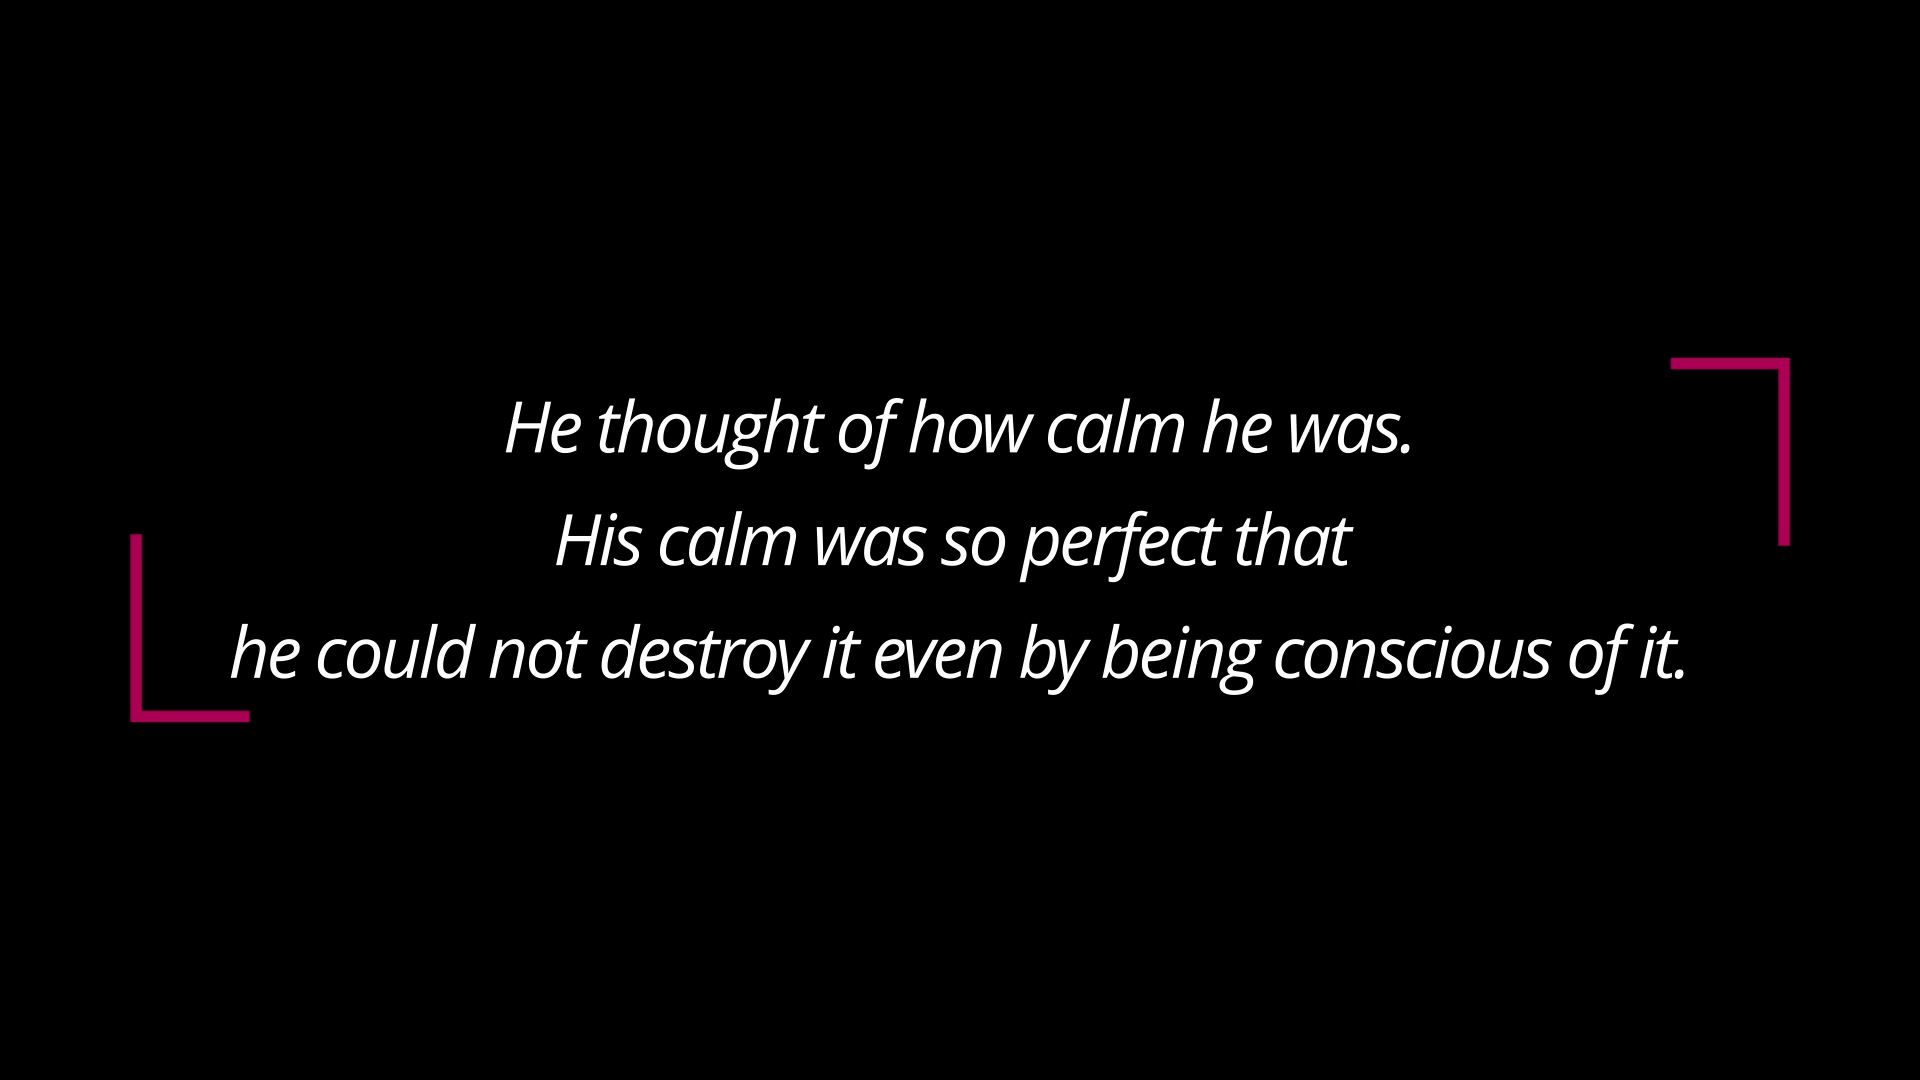 He thought of how calm he was.
His calm was so perfect that
he could not destroy it even by being conscious of it.